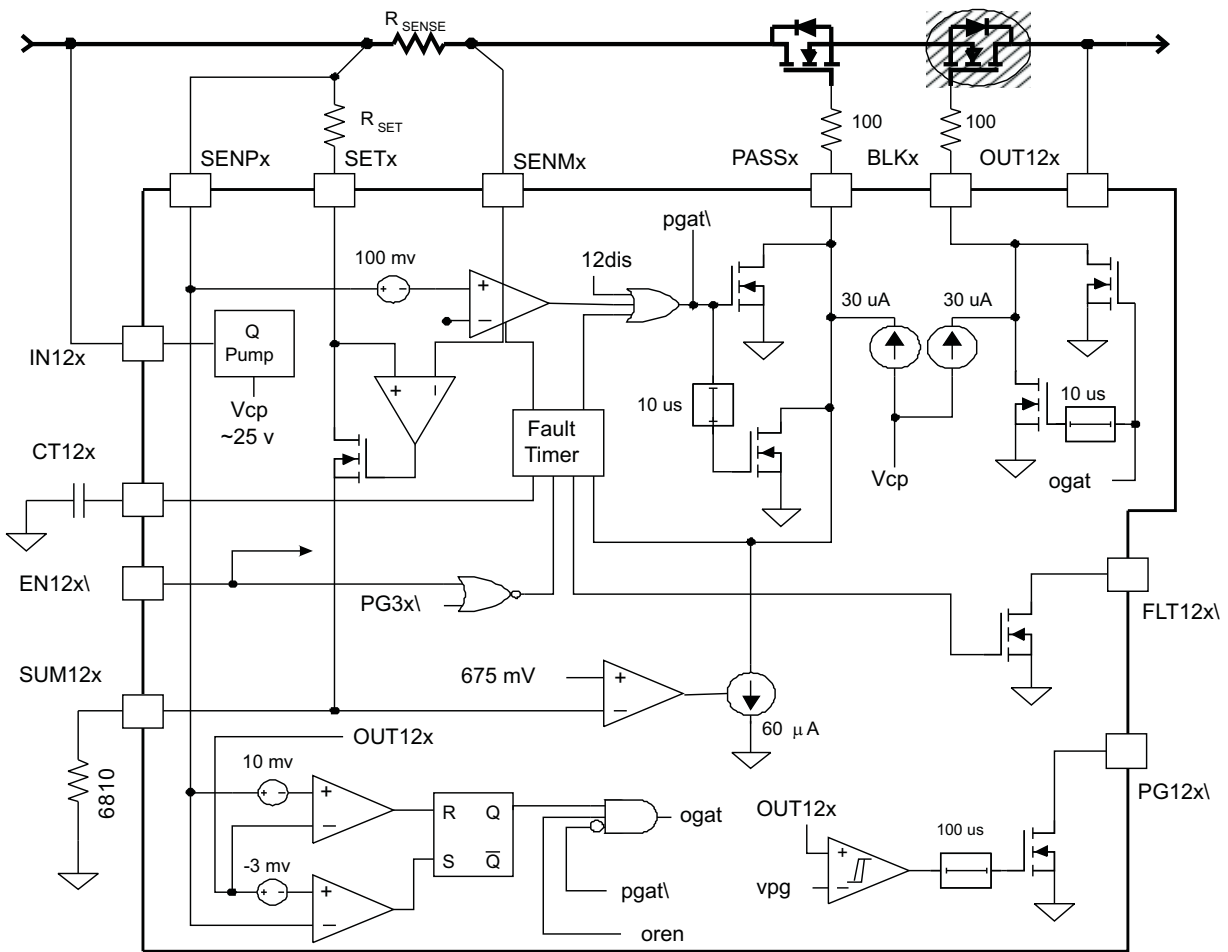 R SENSE
R SET
100
100
SENPx
SETx
SENMx
PASSx
BLKx
OUT12x
pgat\
100 mv
12dis
30 uA
30 uA
Q
Pump
IN12x
Vcp
~25 v
10 us
10 us
Fault
Timer
CT12x
Vcp
ogat
EN12x\
PG3x\
FLT12x\
SUM12x
675 mV
60 μA
OUT12x
10 mv
6810
PG12x\
R Q
S Q̅
ogat
OUT12x
100 us
-3 mv
pgat\
vpg
oren